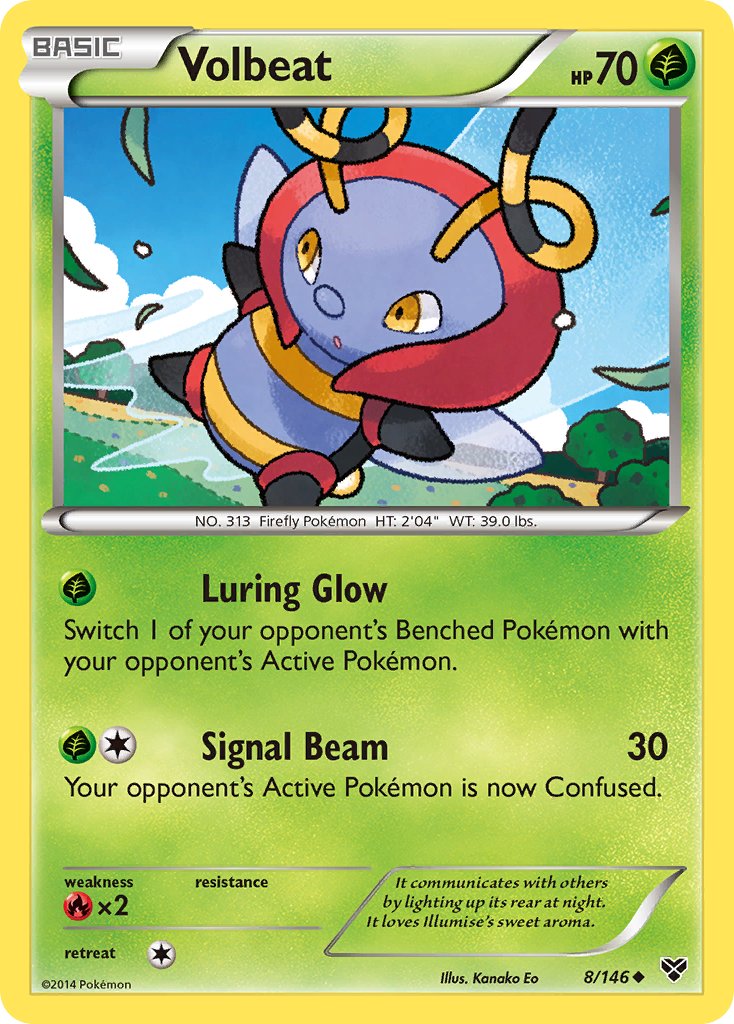 BASIC
Volbeat
HP 70
NO. 313 Firefly Pokémon HT: 2'04" WT: 39.0 lbs.
Luring Glow
Switch 1 of your opponent's Benched Pokémon with
your opponent's Active Pokémon.
Signal Beam 30
Your opponent's Active Pokémon is now Confused.
weakness
×2
resistance
retreat
It communicates with others
by lighting up its rear at night.
It loves Illumise's sweet aroma.
©2014 Pokémon
Illus. Kanako Eo
8/146